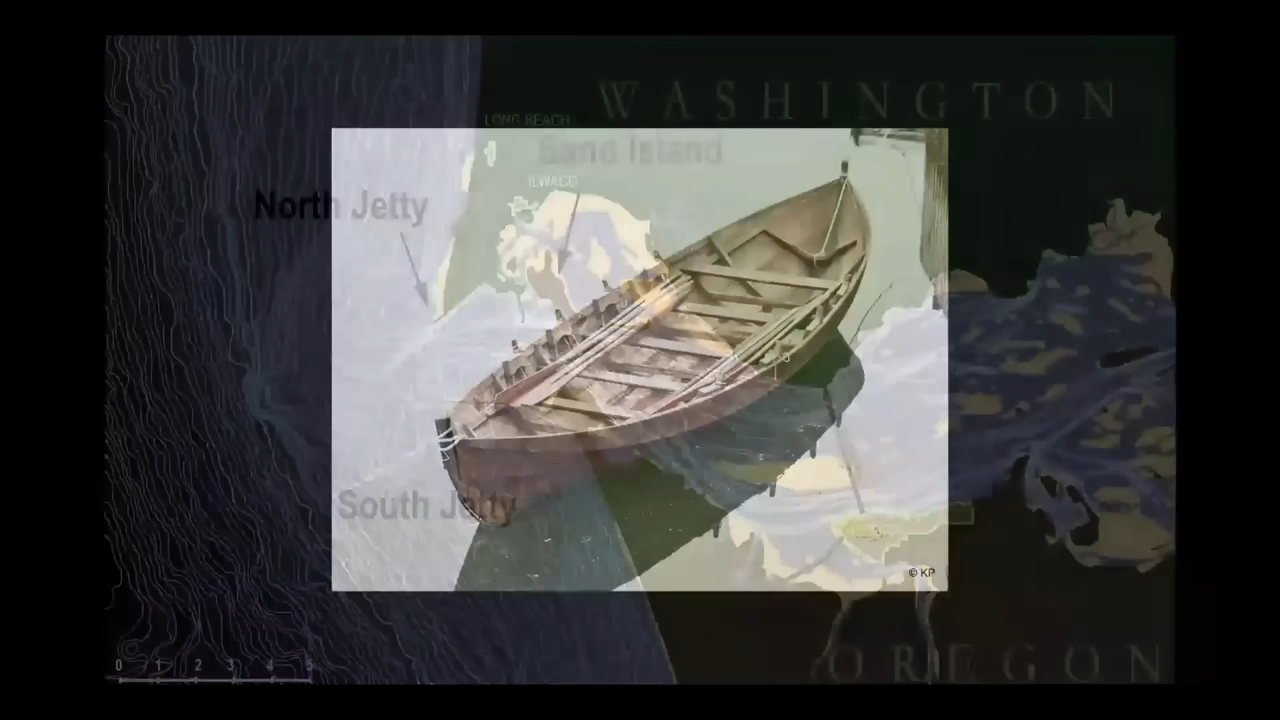 WASHINGTON
LONG BEACH
Sand Island
ILWACO
North Jetty
South Jetty
© KP
OREGON
0 1 2 3 4 5